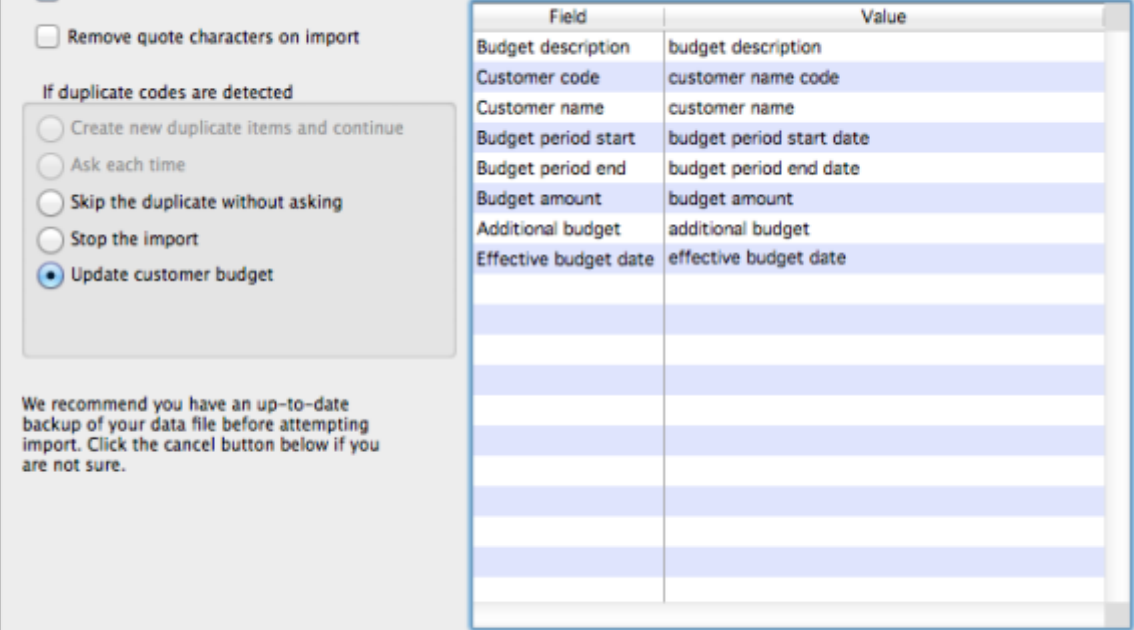 Remove quote characters on import
If duplicate codes are detected
Create new duplicate items and continue
Ask each time
Skip the duplicate without asking
Stop the import
Update customer budget
We recommend you have an up-to-date
backup of your data file before attempting
import. Click the cancel button below if you
are not sure.
Field Value
Budget description budget description
Customer code customer name code
Customer name customer name
Budget period start budget period start date
Budget period end budget period end date
Budget amount budget amount
Additional budget additional budget
Effective budget date effective budget date